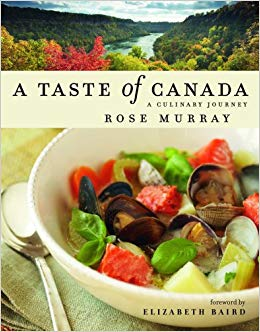 A TASTE of CANADA
A CULINARY JOURNEY
ROSE MURRAY
foreword by
ELIZABETH BAIRD